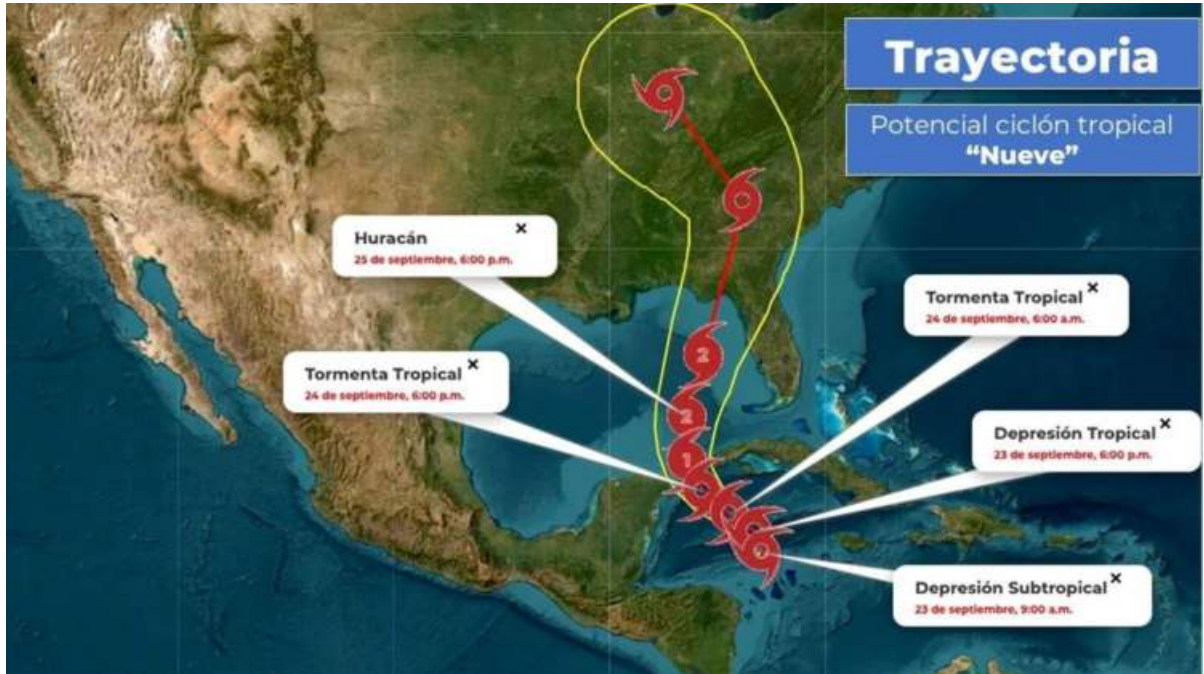 Trayectoria
Potencial ciclón tropical
“Nueve”
Huracán ×
25 de septiembre, 6:00 p.m.
Tormenta Tropical ×
24 de septiembre, 6:00 a.m.
Tormenta Tropical ×
24 de septiembre, 6:00 p.m.
Depresión Tropical ×
23 de septiembre, 6:00 p.m.
Depresión Subtropical ×
23 de septiembre, 9:00 a.m.
2
2
1